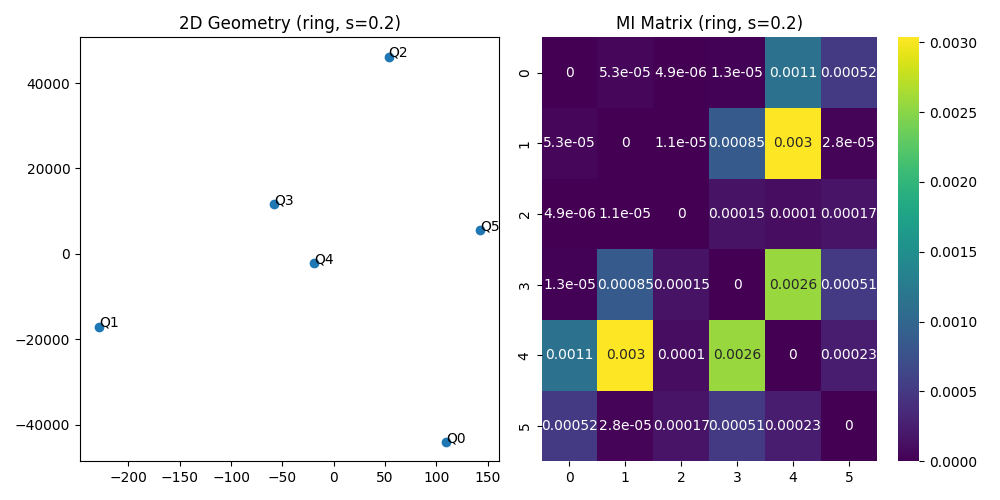 2D Geometry (ring, s=0.2)
Q2
Q3
Q5
Q4
Q1
Q0
40000
20000
0
−20000
−40000
−200
−150
−100
−50
0
50
100
150
MI Matrix (ring, s=0.2)
0 0 5.3e-05 4.9e-06 1.3e-05 0.0011 0.00052
1 5.3e-05 0 1.1e-05 0.00085 0.003 2.8e-05
2 4.9e-06 1.1e-05 0 0.00015 0.0001 0.00017
3 1.3e-05 0.00085 0.00015 0 0.0026 0.00051
4 0.0011 0.003 0.0001 0.0026 0 0.00023
5 0.00052 2.8e-05 0.00017 0.00051 0.00023 0
0 1 2 3 4 5
0.0030
0.0025
0.0020
0.0015
0.0010
0.0005
0.0000